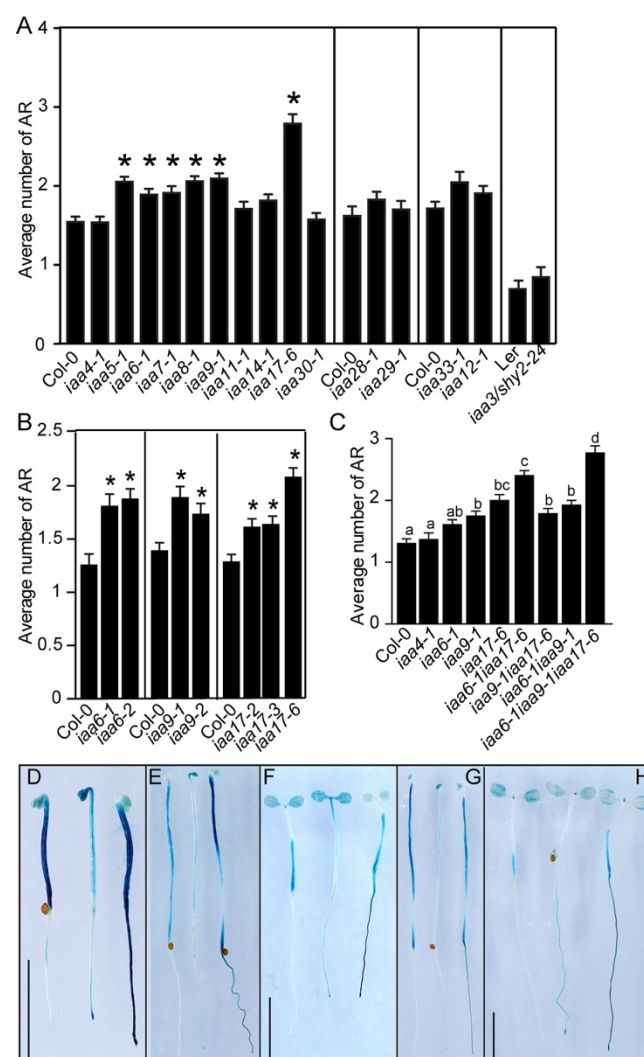 A
Average number of AR
4
3
2
1
0
* * * * * *
Col-0
iaa4-1
iaa5-1
iaa6-1
iaa7-1
iaa8-1
iaa9-1
iaa11-1
iaa14-1
iaa17-6
iaa30-1
Col-0
iaa28-1
iaa29-1
Col-0
iaa33-1
iaa12-1
Ler
iaa3/shy2-24
B
Average number of AR
2.5
2
1.5
1
0.5
0
* * * * * * *
Col-0
iaa6-1
iaa6-2
Col-0
iaa9-1
iaa9-2
Col-0
iaa17-2
iaa17-3
iaa17-6
C
Average number of AR
3
2
1
0
a a ab b bc c b b d
Col-0
iaa4-1
iaa6-1
iaa9-1
iaa17-6
iaa6-1iaa17-6
iaa9-1iaa17-6
iaa6-1iaa9-1
iaa6-1iaa9-1iaa17-6
D E F G H